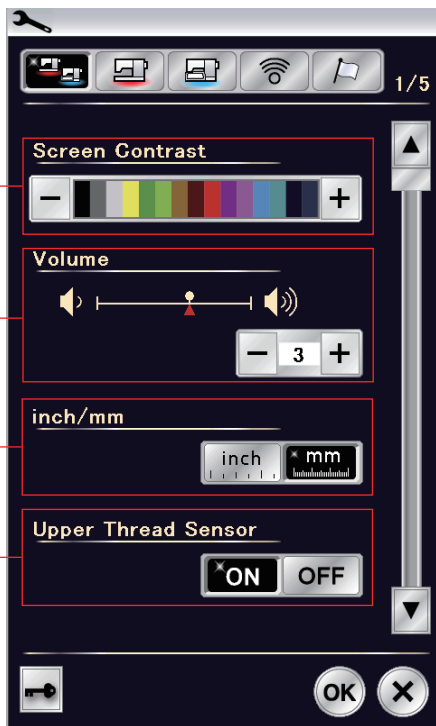 1/5
Screen Contrast
− +
Volume
− 3 +
inch/mm
inch mm
Upper Thread Sensor
ON OFF
OK ×